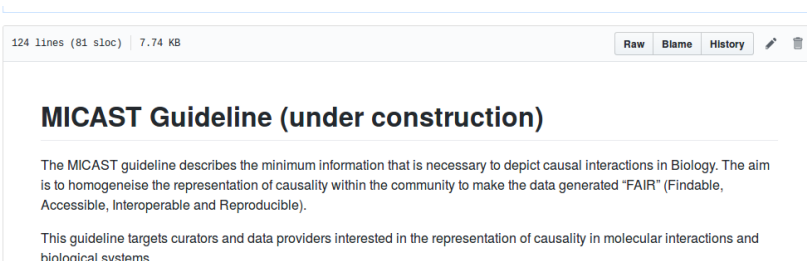 124 lines (81 sloc) 7.74 KB Raw Blame History
MICAST Guideline (under construction)
The MICAST guideline describes the minimum information that is necessary to depict causal interactions in Biology. The aim
is to homogeneise the representation of causality within the community to make the data generated “FAIR” (Findable,
Accessible, Interoperable and Reproducible).
This guideline targets curators and data providers interested in the representation of causality in molecular interactions and
biological systems.